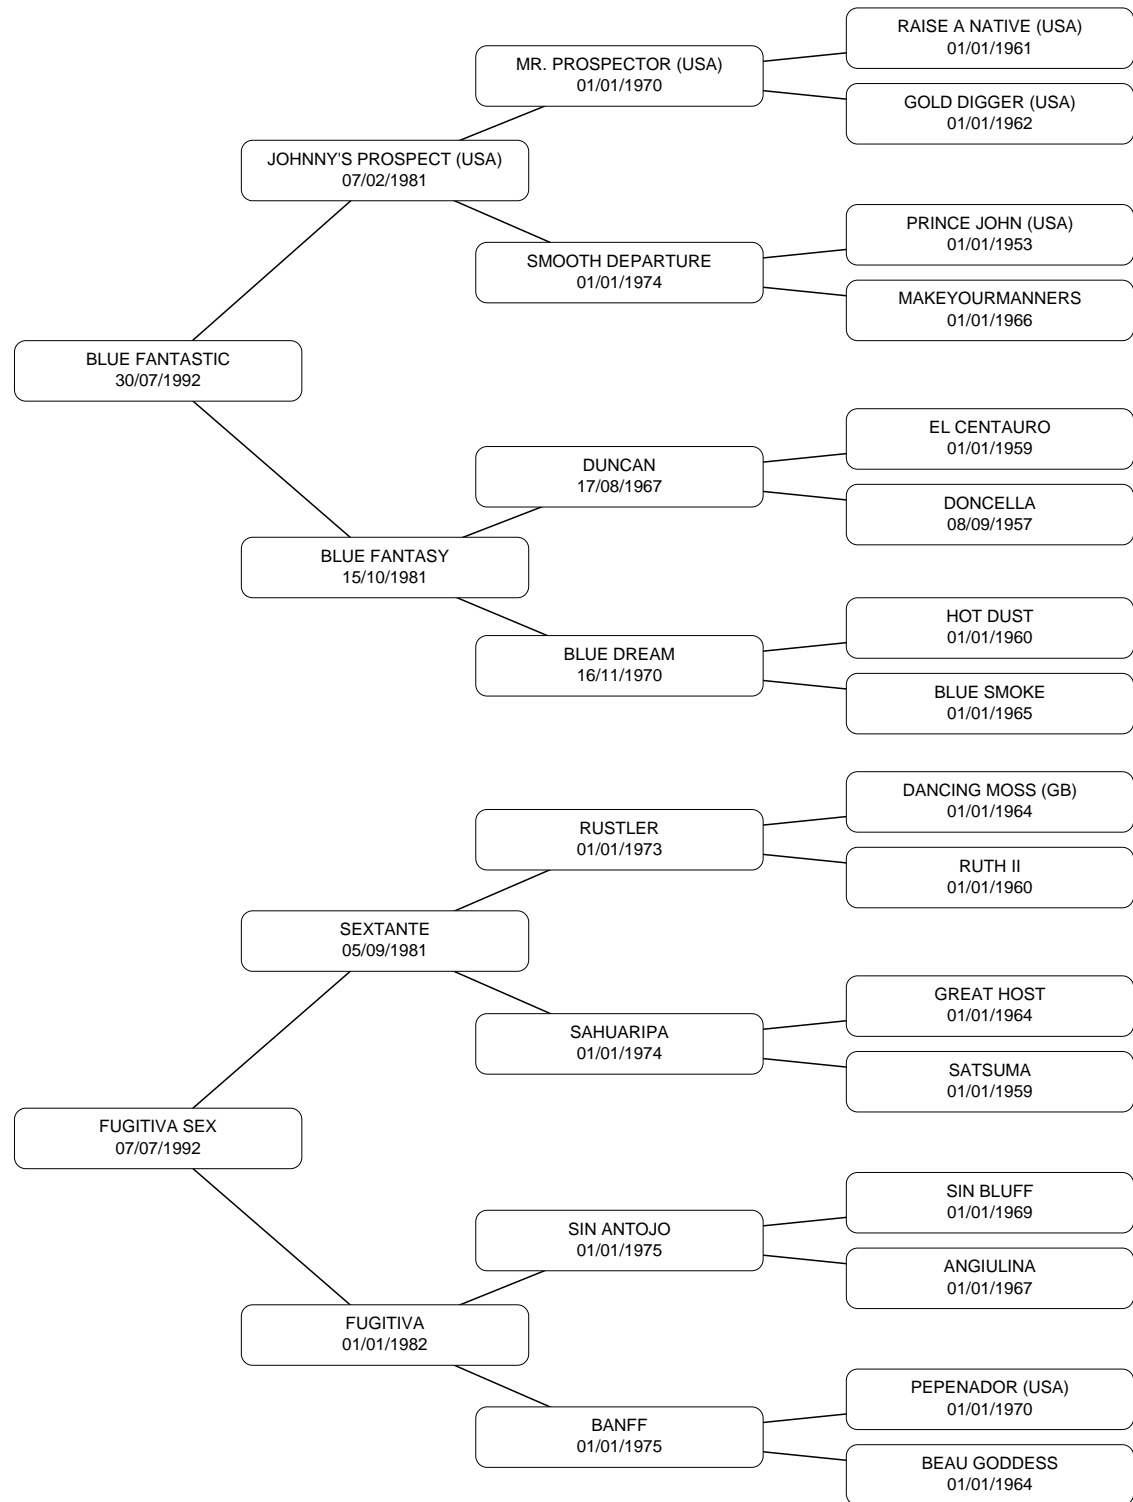 RAISE A NATIVE (USA)
01/01/1961
MR. PROSPECTOR (USA)
01/01/1970
GOLD DIGGER (USA)
01/01/1962
JOHNNY'S PROSPECT (USA)
07/02/1981
PRINCE JOHN (USA)
01/01/1953
SMOOTH DEPARTURE
01/01/1974
MAKEYOURMANNERS
01/01/1966
BLUE FANTASTIC
30/07/1992
EL CENTAURO
01/01/1959
DUNCAN
17/08/1967
DONCELLA
08/09/1957
BLUE FANTASY
15/10/1981
HOT DUST
01/01/1960
BLUE DREAM
16/11/1970
BLUE SMOKE
01/01/1965
DANCING MOSS (GB)
01/01/1964
RUSTLER
01/01/1973
RUTH II
01/01/1960
SEXTANTE
05/09/1981
GREAT HOST
01/01/1964
SAHUARIPA
01/01/1974
SATSUMA
01/01/1959
FUGITIVA SEX
07/07/1992
SIN BLUFF
01/01/1969
SIN ANTOJO
01/01/1975
ANGIULINA
01/01/1967
FUGITIVA
01/01/1982
PEPENADOR (USA)
01/01/1970
BANFF
01/01/1975
BEAU GODDESS
01/01/1964